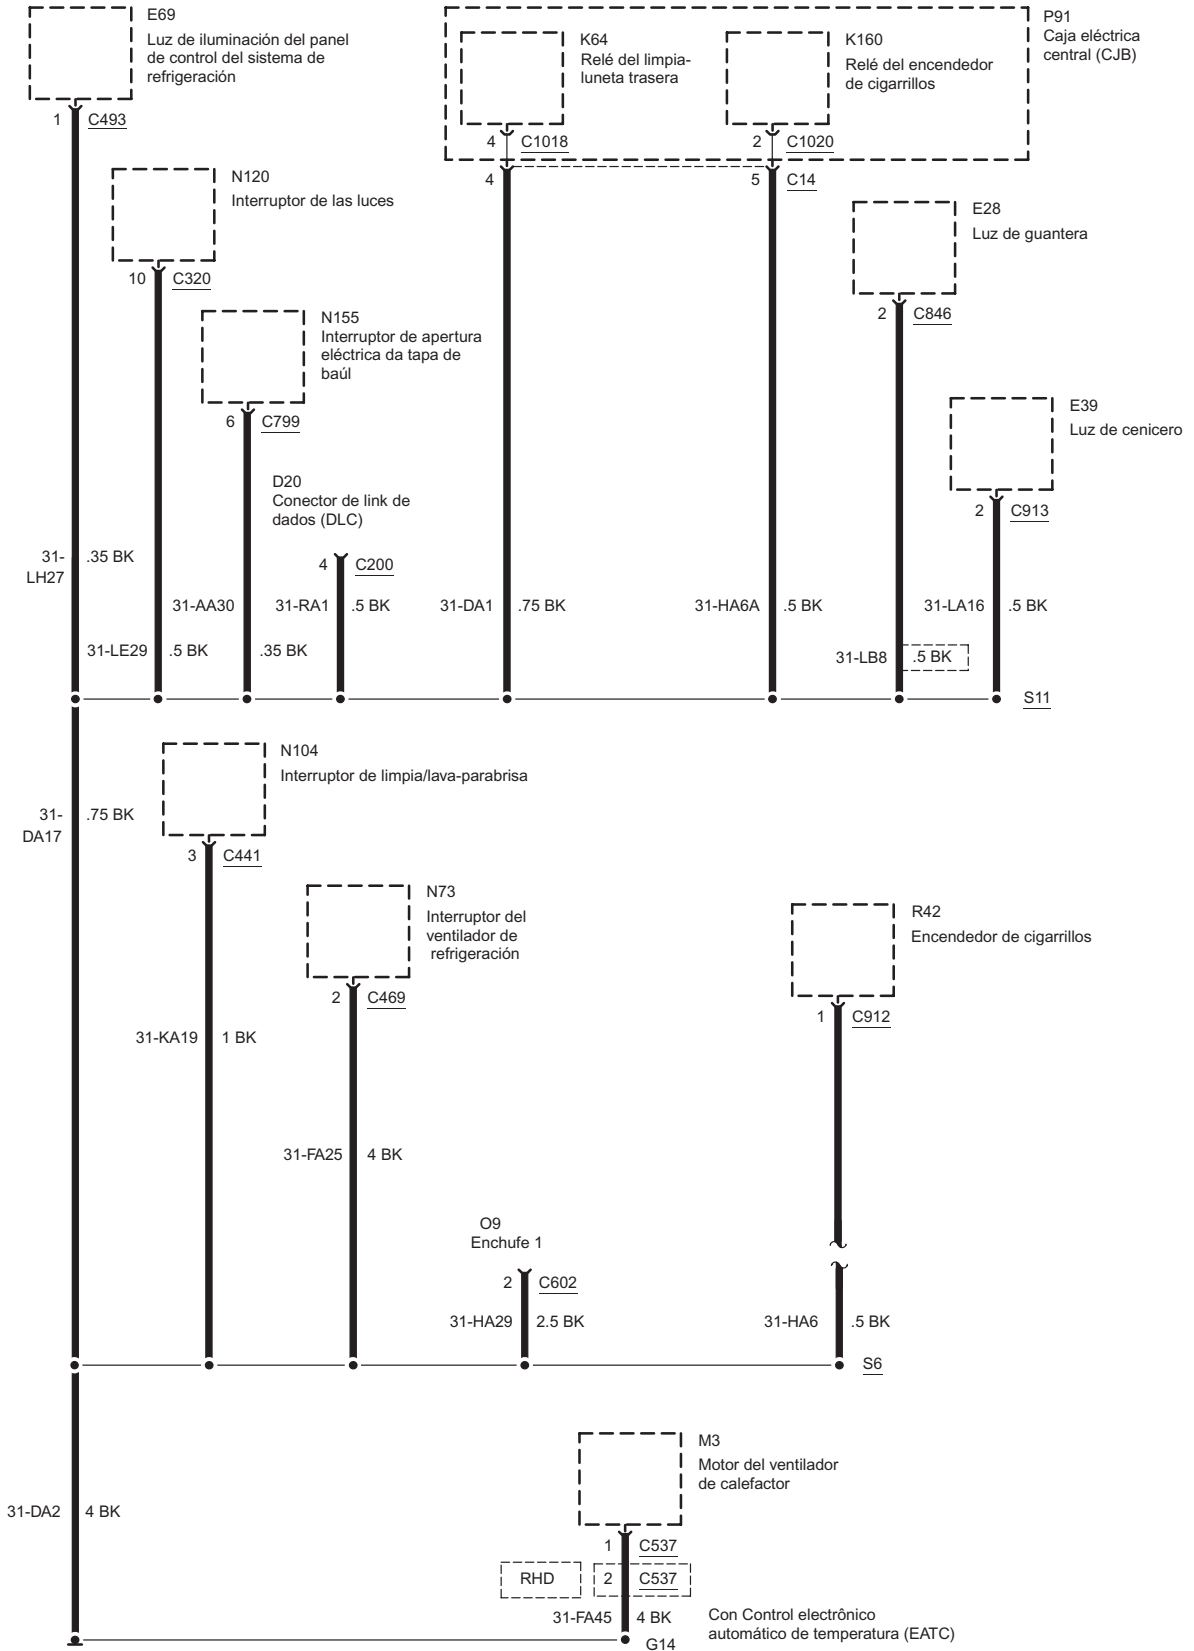 E69
Luz de iluminación del panel
de control del sistema de
refrigeración
1 C493
P91
Caja eléctrica
central (CJB)
K64
Relé del limpia-
luneta trasera
4 C1018
4
K160
Relé del encendedor
de cigarrillos
2 C1020
5 C14
N120
Interruptor de las luces
10 C320
E28
Luz de guantera
2 C846
N155
Interruptor de apertura
eléctrica da tapa de
baúl
6 C799
E39
Luz de cenicero
2 C913
D20
Conector de link de
dados (DLC)
4 C200
31-
LH27
.35 BK
31-AA30
31-RA1 .5 BK
31-DA1 .75 BK
31-HA6A .5 BK
31-LA16 .5 BK
31-LE29 .5 BK
.35 BK
31-LB8 .5 BK
S11
N104
Interruptor de limpia/lava-parabrisa
3 C441
31-
DA17
.75 BK
N73
Interruptor del
ventilador de
refrigeración
2 C469
R42
Encendedor de cigarrillos
1 C912
31-KA19 1 BK
31-FA25 4 BK
O9
Enchufe 1
2 C602
31-HA29 2.5 BK
31-HA6 .5 BK
S6
M3
Motor del ventilador
de calefactor
31-DA2 4 BK
1 C537
RHD 2 C537
31-FA45 4 BK
Con Control electrônico
automático de temperatura (EATC)
G14